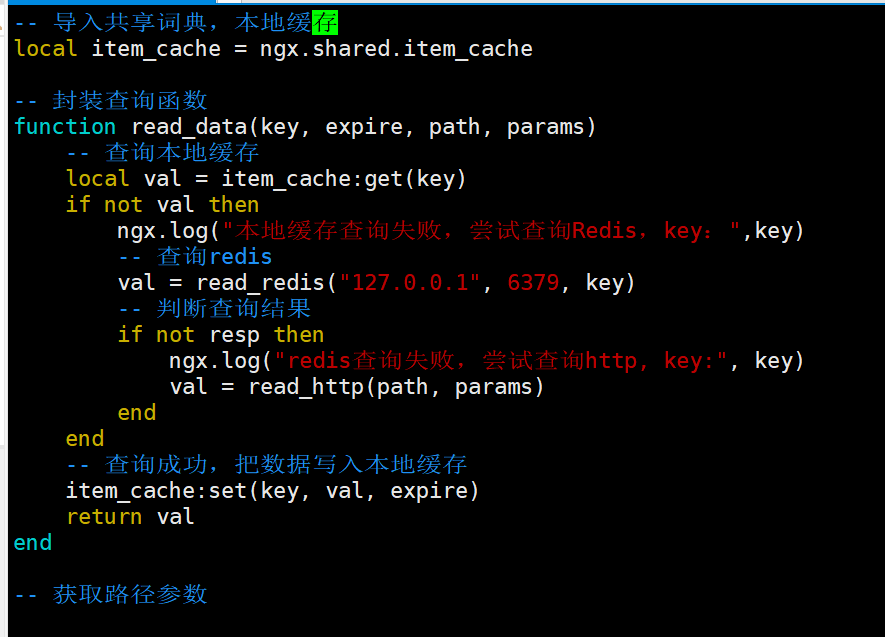 -- 导入共享词典，本地缓存
local item_cache = ngx.shared.item_cache

-- 封装查询函数
function read_data(key, expire, path, params)
    -- 查询本地缓存
    local val = item_cache:get(key)
    if not val then
        ngx.log("本地缓存查询失败，尝试查询Redis，key：",key)
        -- 查询redis
        val = read_redis("127.0.0.1", 6379, key)
        -- 判断查询结果
        if not resp then
            ngx.log("redis查询失败，尝试查询http, key:", key)
            val = read_http(path, params)
        end
    end
    -- 查询成功，把数据写入本地缓存
    item_cache:set(key, val, expire)
    return val
end

-- 获取路径参数